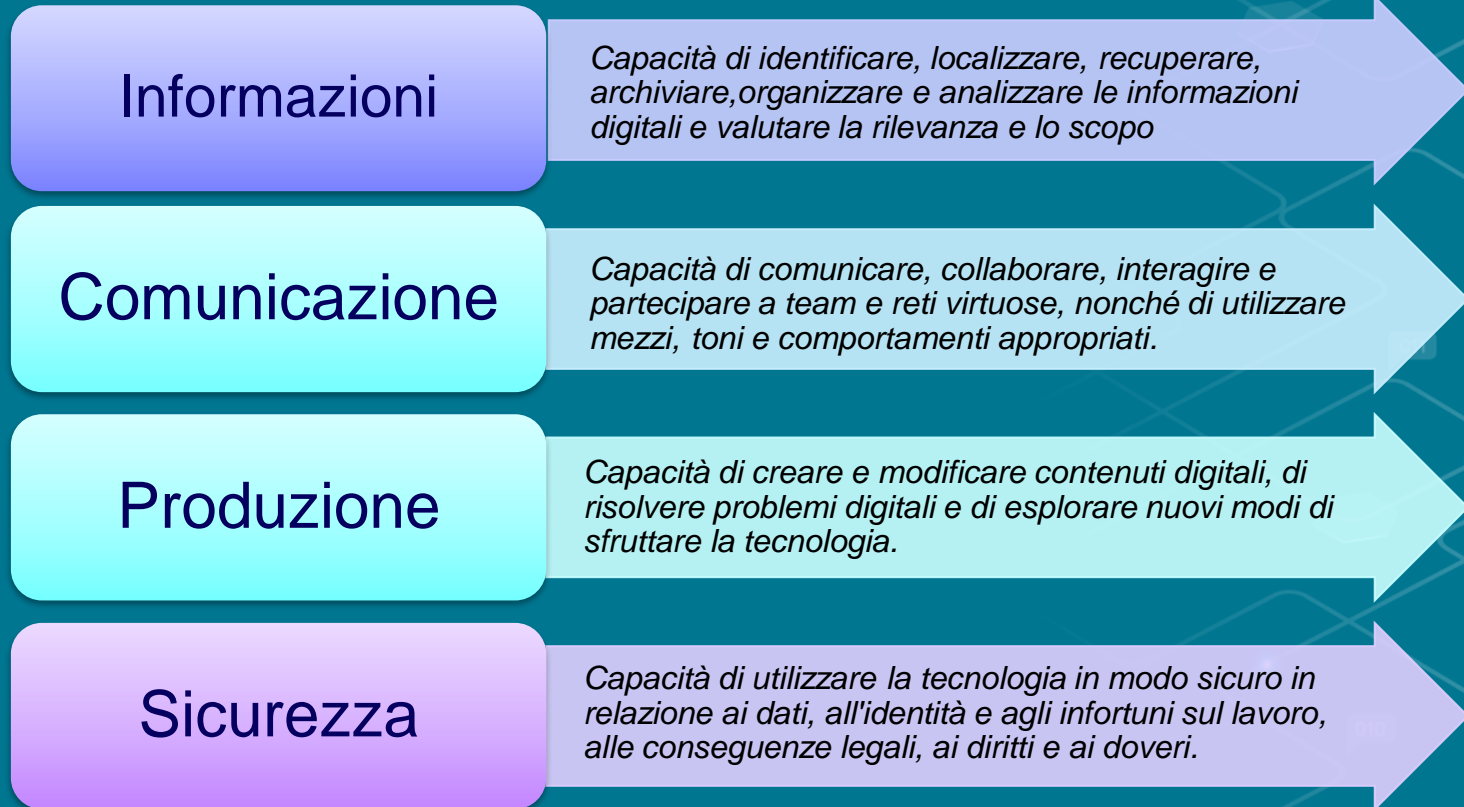 Informazioni
Capacità di identificare, localizzare, recuperare,
archiviare,organizzare e analizzare le informazioni
digitali e valutare la rilevanza e lo scopo
Comunicazione
Capacità di comunicare, collaborare, interagire e
partecipare a team e reti virtuose, nonché di utilizzare
mezzi, toni e comportamenti appropriati.
Produzione
Capacità di creare e modificare contenuti digitali, di
risolvere problemi digitali e di esplorare nuovi modi di
sfruttare la tecnologia.
Sicurezza
Capacità di utilizzare la tecnologia in modo sicuro in
relazione ai dati, all'identità e agli infortuni sul lavoro,
alle conseguenze legali, ai diritti e ai doveri.